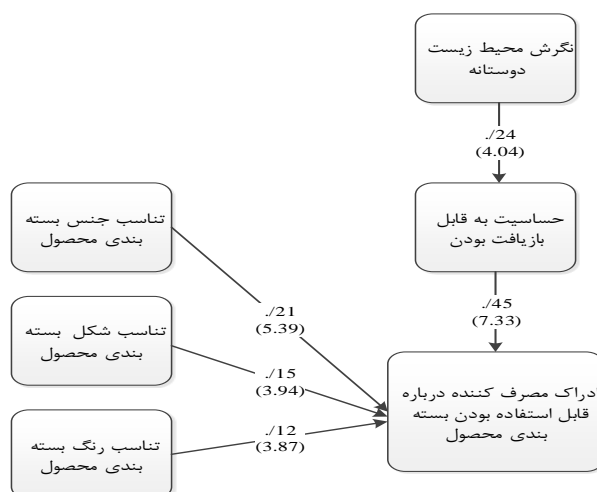 نگرش محیط زیست
دوستانه
./24
(4.04)
تناسب جنس بسته
بندی محصول
حساسیت به قابل
بازیافت بودن
./21
(5.39)
./45
(7.33)
تناسب شکل بسته
بندی محصول
./15
(3.94)
ادراک مصرف کننده درباره
قابل استفاده بودن بسته
بندی محصول
./12
(3.87)
تناسب رنگ بسته
بندی محصول